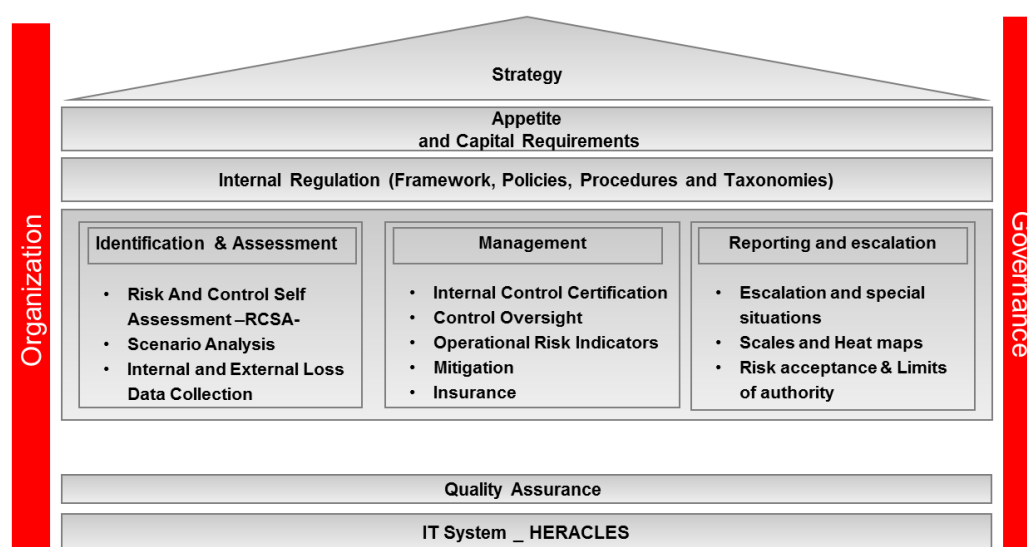 Organization
Strategy
Appetite
and Capital Requirements
Internal Regulation (Framework, Policies, Procedures and Taxonomies)
Identification & Assessment
• Risk And Control Self
Assessment –RCSA-
• Scenario Analysis
• Internal and External Loss
Data Collection
Management
• Internal Control Certification
• Control Oversight
• Operational Risk Indicators
• Mitigation
• Insurance
Reporting and escalation
• Escalation and special
situations
• Scales and Heat maps
• Risk acceptance & Limits
of authority
Governance
Quality Assurance
IT System _ HERACLES